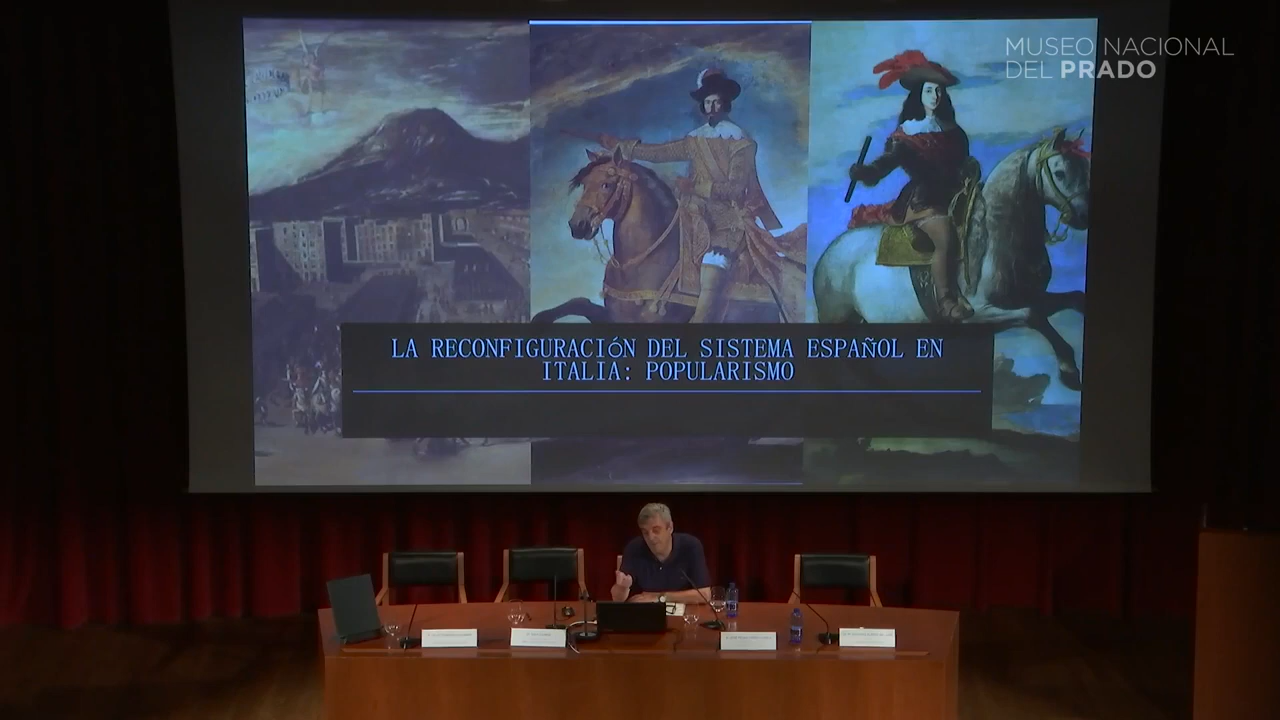 MUSEO NACIONAL
DEL PRADO
LA RECONFIGURACIÓN DEL SISTEMA ESPAÑOL EN
ITALIA: POPULARISMO